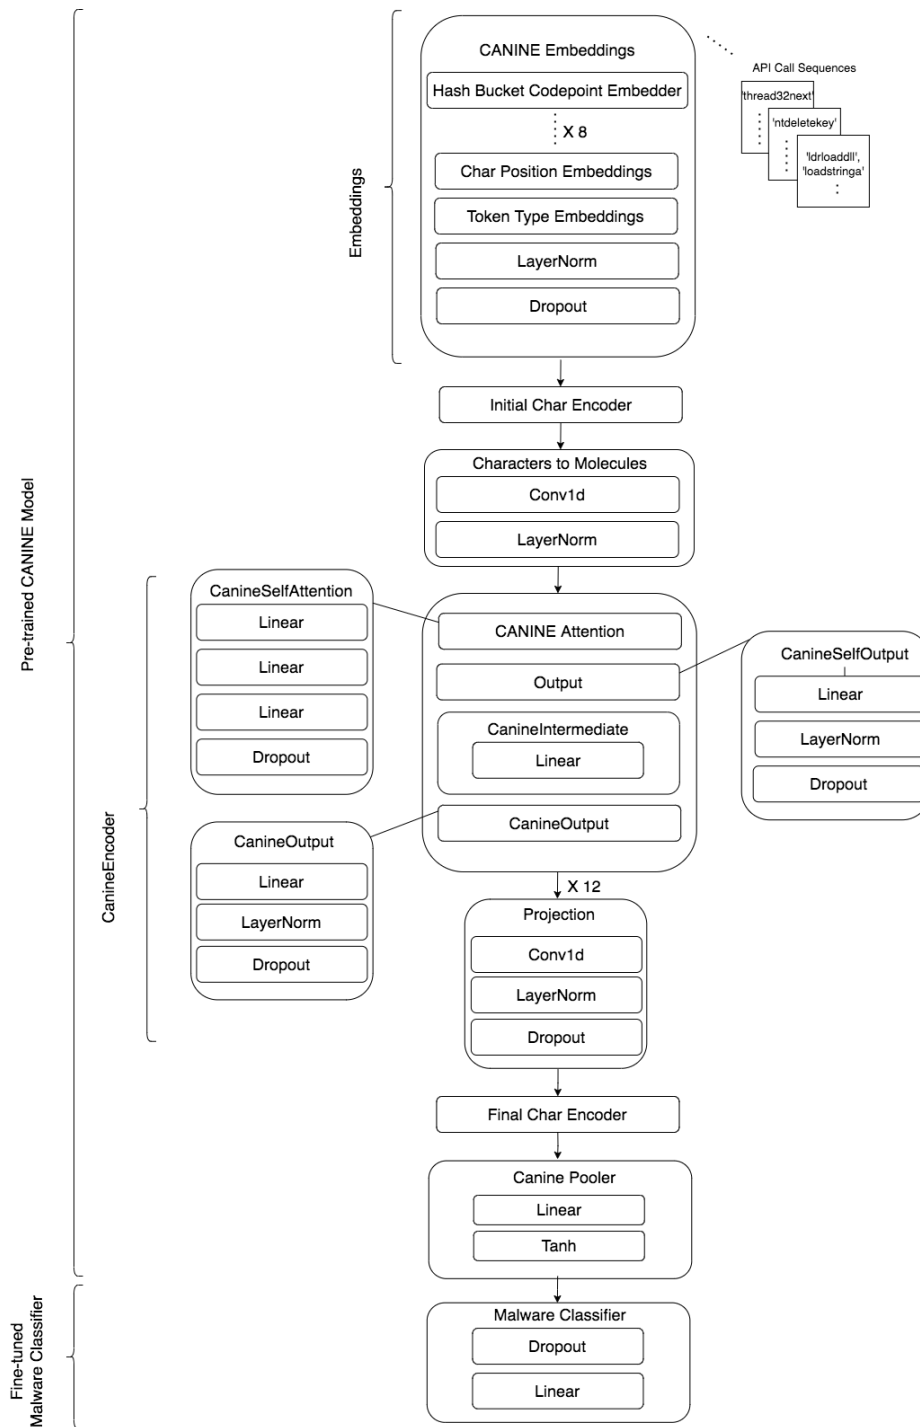 CANINE Embeddings
Hash Bucket Codepoint Embedder
X 8
Char Position Embeddings
Token Type Embeddings
LayerNorm
Dropout
Embeddings
API Call Sequences
'thread32next'
'ntdeletekey'
'ldrloaddll',
'loadstringa'
Initial Char Encoder
Characters to Molecules
Conv1d
LayerNorm
Pre-trained CANINE Model
CanineEncoder
CanineSelfAttention
Linear
Linear
Linear
Dropout
CANINE Attention
Output
CanineIntermediate
Linear
CanineOutput
CanineSelfOutput
Linear
LayerNorm
Dropout
CanineOutput
Linear
LayerNorm
Dropout
X 12
Projection
Conv1d
LayerNorm
Dropout
Final Char Encoder
Canine Pooler
Linear
Tanh
Fine-tuned
Malware Classifier
Malware Classifier
Dropout
Linear